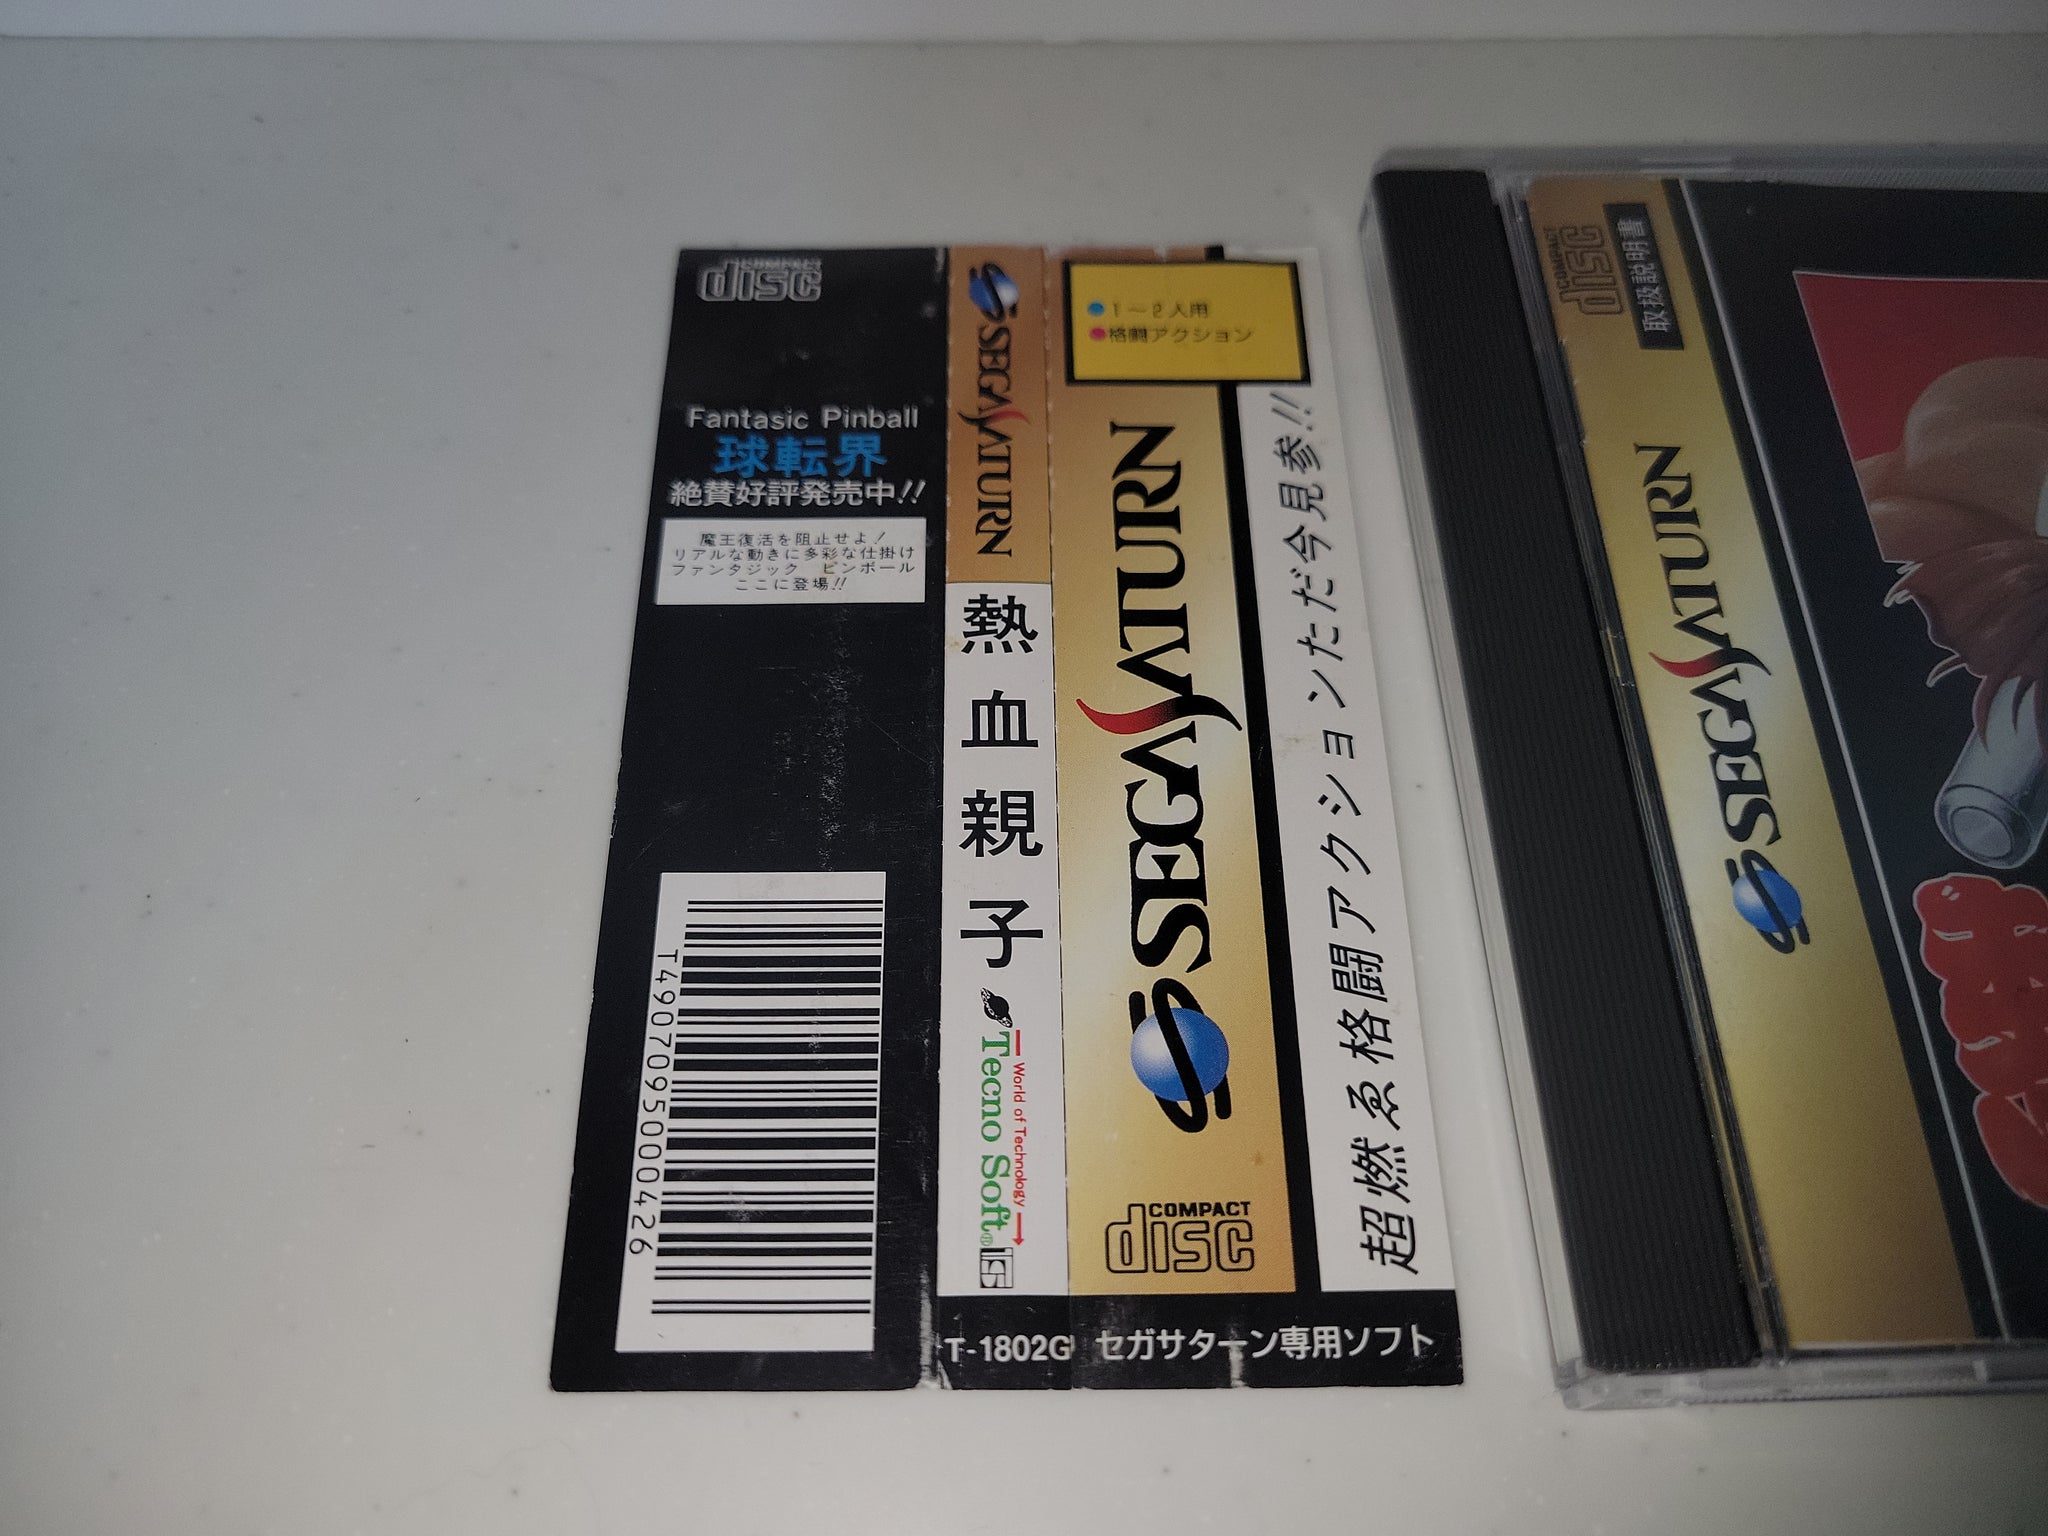 COMPACT
disc
Fantasic Pinball
球転界
絶賛好評発売中!!
魔王復活を阻止せよ！
リアルな動きに多彩な仕掛け
ファンタジック ピンボール
ここに登場!!
T4907095000426
SEGA SATURN
熱血親子
World of Technology
Tecno Soft®
T-1802G
●1〜2人用
●格闘アクション
SEGA SATURN
COMPACT
disc
超燃ゑ格闘アクションただ今見参!!
セガサターン専用ソフト
COMPACT
disc
取扱説明書
SEGA SATURN